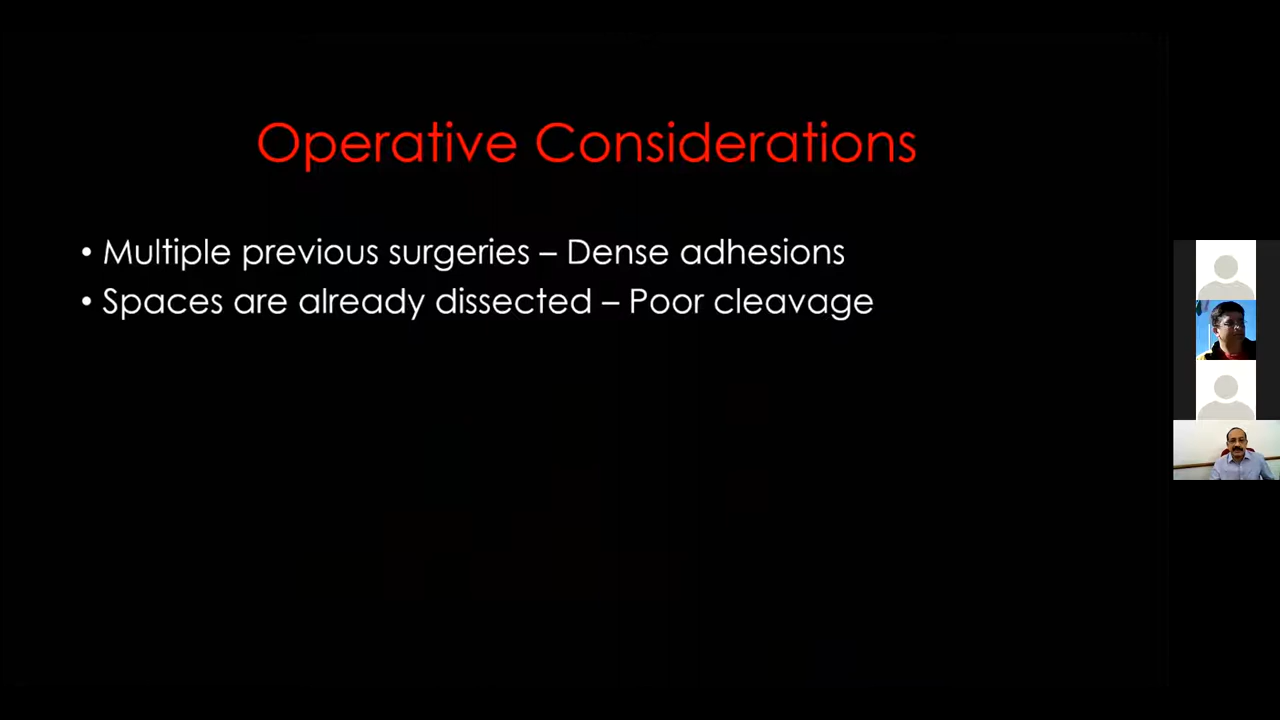 Operative Considerations
• Multiple previous surgeries – Dense adhesions
• Spaces are already dissected – Poor cleavage